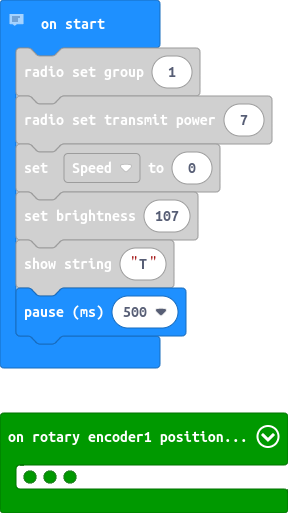 on start
radio set group 1
radio set transmit power 7
set Speed to 0
set brightness 107
show string "T"
pause (ms) 500
on rotary encoder1 position...